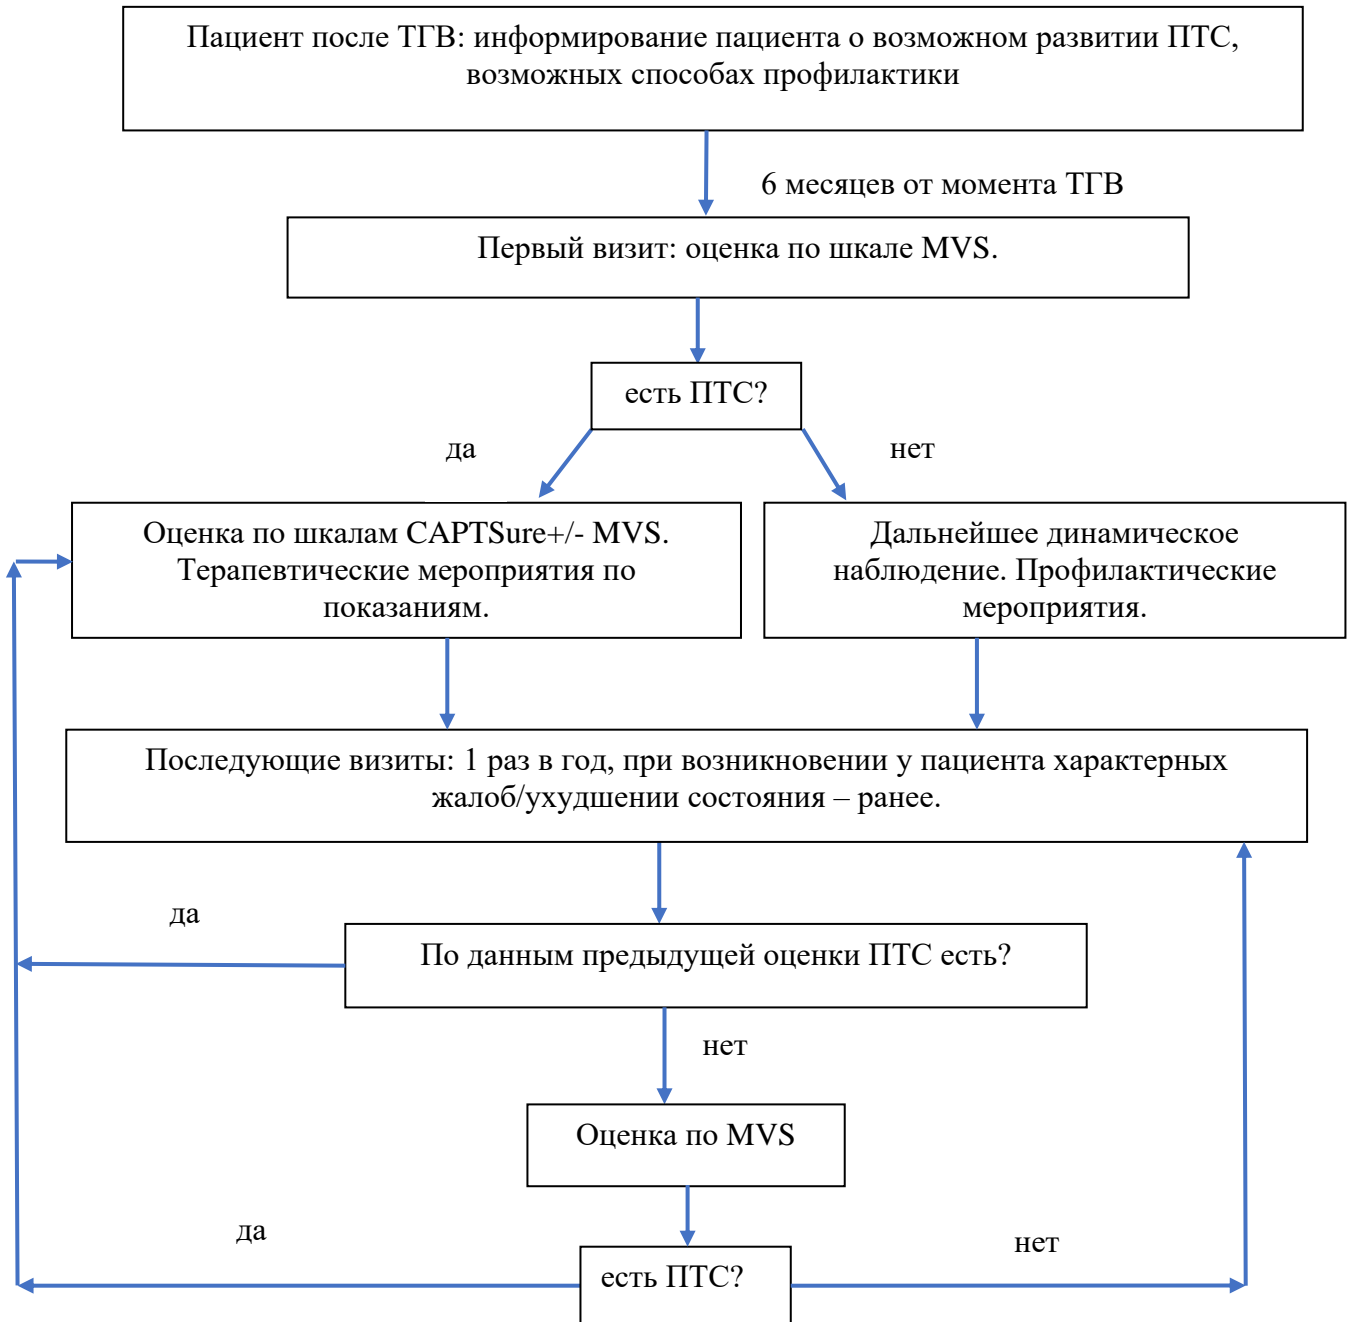 Пациент после ТГВ: информирование пациента о возможном развитии ПТС,
возможных способах профилактики
6 месяцев от момента ТГВ
Первый визит: оценка по шкале MVS.
есть ПТС?
да
нет
Оценка по шкалам CAPTSure+/- MVS.
Терапевтические мероприятия по
показаниям.
Дальнейшее динамическое
наблюдение. Профилактические
мероприятия.
Последующие визиты: 1 раз в год, при возникновении у пациента характерных
жалоб/ухудшении состояния – ранее.
да
По данным предыдущей оценки ПТС есть?
нет
Оценка по MVS
да
нет
есть ПТС?